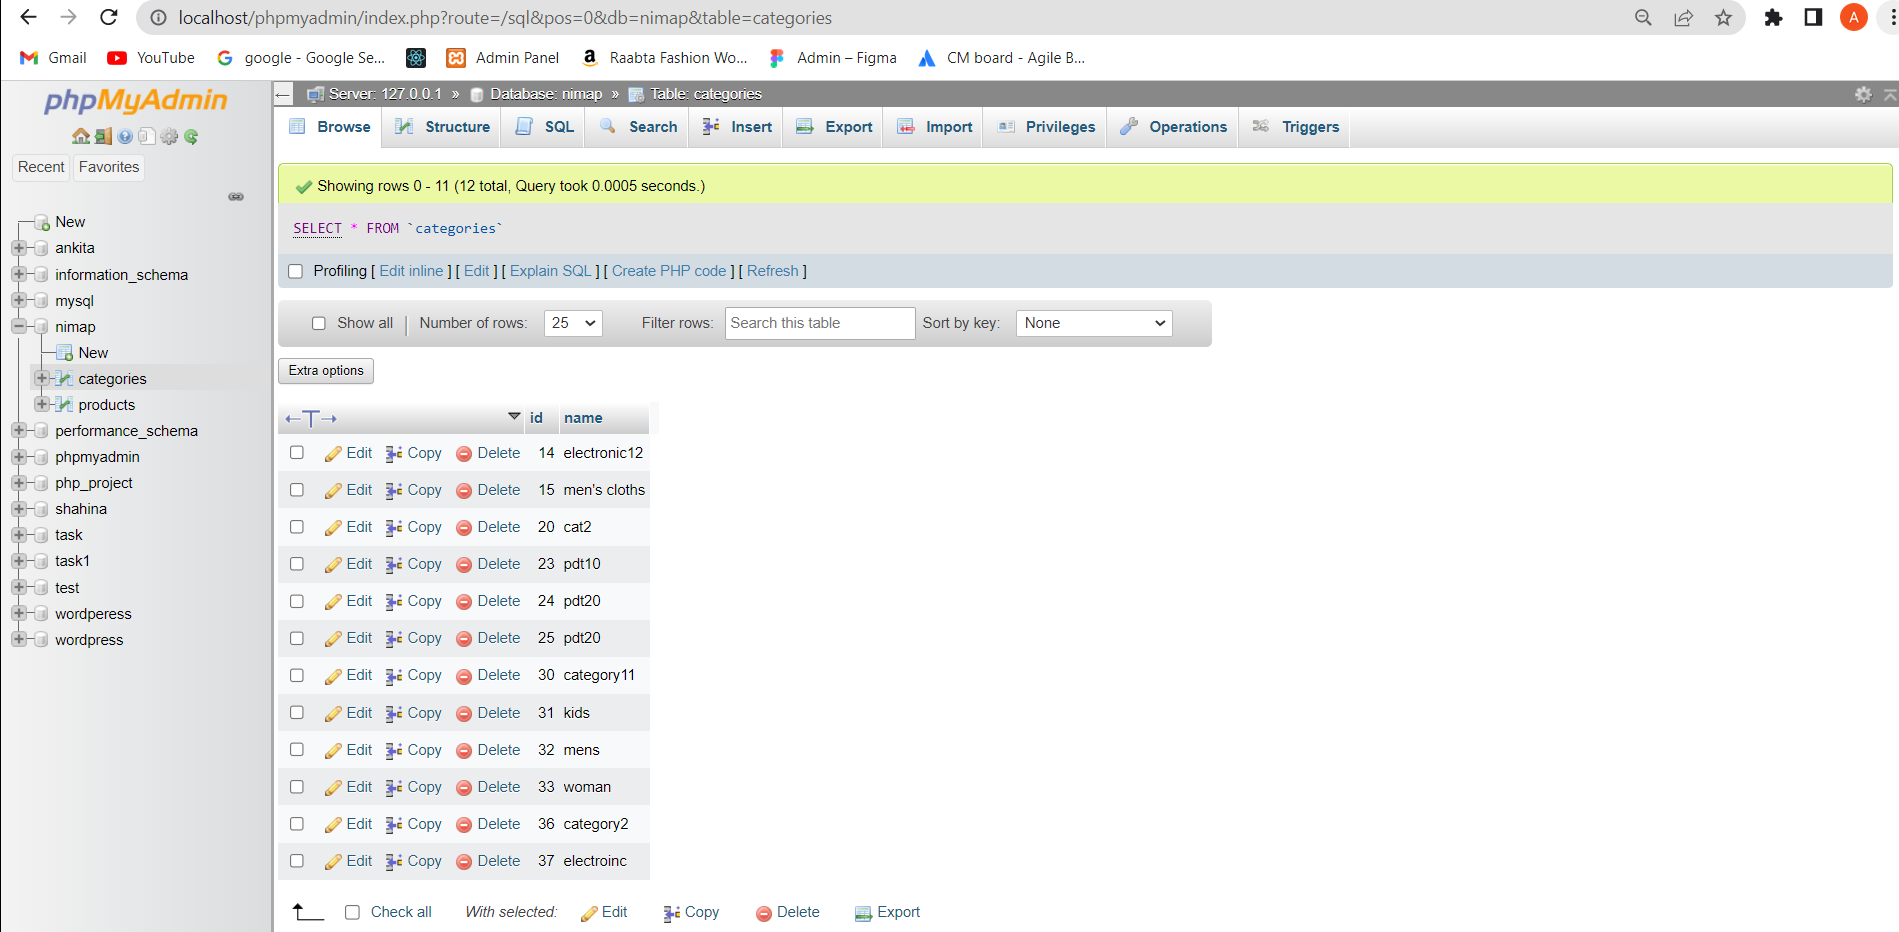 localhost/phpmyadmin/index.php?route=/sql&pos=0&db=nimap&table=categories
A
Gmail YouTube google - Google Se... Admin Panel Raabta Fashion Wo... Admin – Figma CM board - Agile B...
phpMyAdmin
Recent Favorites
New
ankita
information_schema
mysql
nimap
New
categories
products
performance_schema
phpmyadmin
php_project
shahina
task
task1
test
wordperess
wordpress
Server: 127.0.0.1 » Database: nimap » Table: categories
Browse Structure SQL Search Insert Export Import Privileges Operations Triggers
Showing rows 0 - 11 (12 total, Query took 0.0005 seconds.)
SELECT * FROM `categories`
Profiling [ Edit inline ] [ Edit ] [ Explain SQL ] [ Create PHP code ] [ Refresh ]
Show all | Number of rows: 25 Filter rows: Search this table Sort by key: None
Extra options
←T→ id name
Edit Copy Delete 14 electronic12
Edit Copy Delete 15 men's cloths
Edit Copy Delete 20 cat2
Edit Copy Delete 23 pdt10
Edit Copy Delete 24 pdt20
Edit Copy Delete 25 pdt20
Edit Copy Delete 30 category11
Edit Copy Delete 31 kids
Edit Copy Delete 32 mens
Edit Copy Delete 33 woman
Edit Copy Delete 36 category2
Edit Copy Delete 37 electroinc
Check all With selected: Edit Copy Delete Export